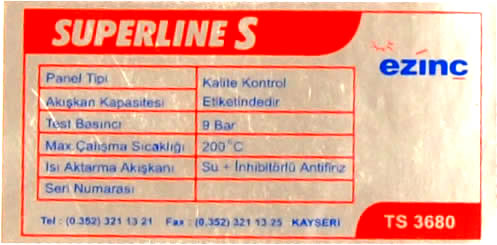 SUPERLINE S
ezinc
Panel Tipi Kalite Kontrol
Akışkan Kapasitesi Etiketindedir
Test Basıncı 9 Bar
Max.Çalışma Sıcaklığı 200°C
Isı Aktarma Akışkanı Su + İnhibitörlü Antifiriz
Seri Numarası
Tel : (0.352) 321 13 21 Fax : (0.352) 321 13 25 KAYSERİ
TS 3680